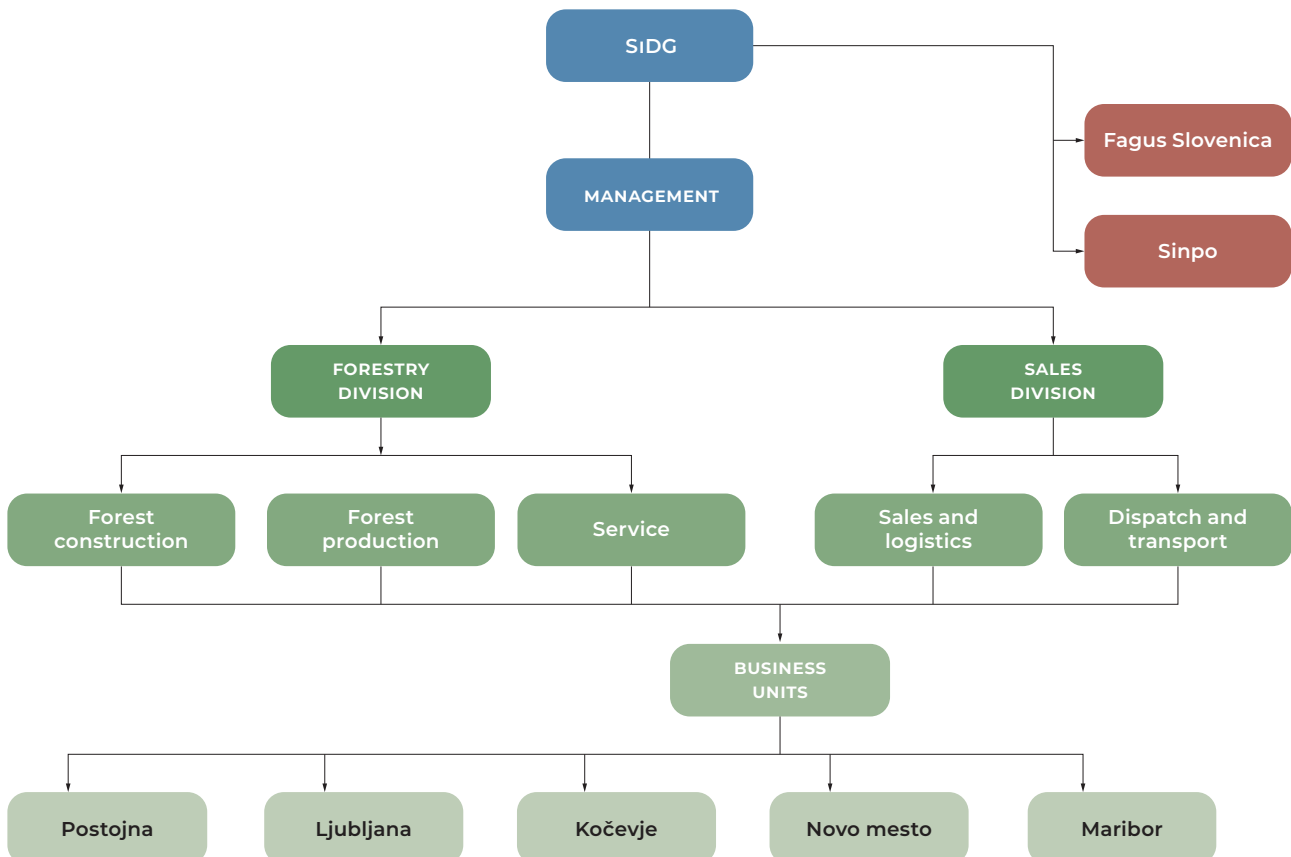 SiDG
Fagus Slovenica
MANAGEMENT
Sinpo
FORESTRY
DIVISION
SALES
DIVISION
Forest
construction
Forest
production
Service
Sales and
logistics
Dispatch and
transport
BUSINESS
UNITS
Postojna
Ljubljana
Kočevje
Novo mesto
Maribor